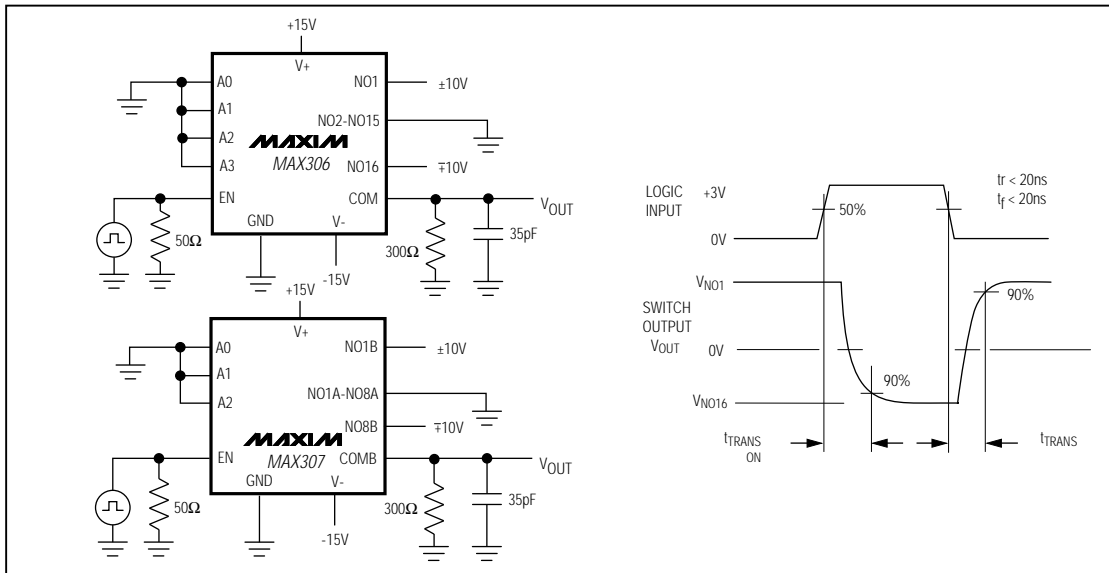 +15V
V+
A0
A1
A2
A3
EN
NO1
±10V
NO2-NO15
MAXIM
MAX306
NO16
∓10V
COM
VOUT
GND
V-
50Ω
300Ω
35pF
-15V
+15V
V+
A0
A1
A2
EN
NO1B
±10V
NO1A-NO8A
NO8B
∓10V
MAXIM
MAX307
COMB
VOUT
GND
V-
50Ω
300Ω
35pF
-15V
LOGIC
INPUT
+3V
50%
0V
tr < 20ns
tf < 20ns
VNO1
SWITCH
OUTPUT
VOUT
0V
90%
90%
VNO16
tTRANS
ON
tTRANS